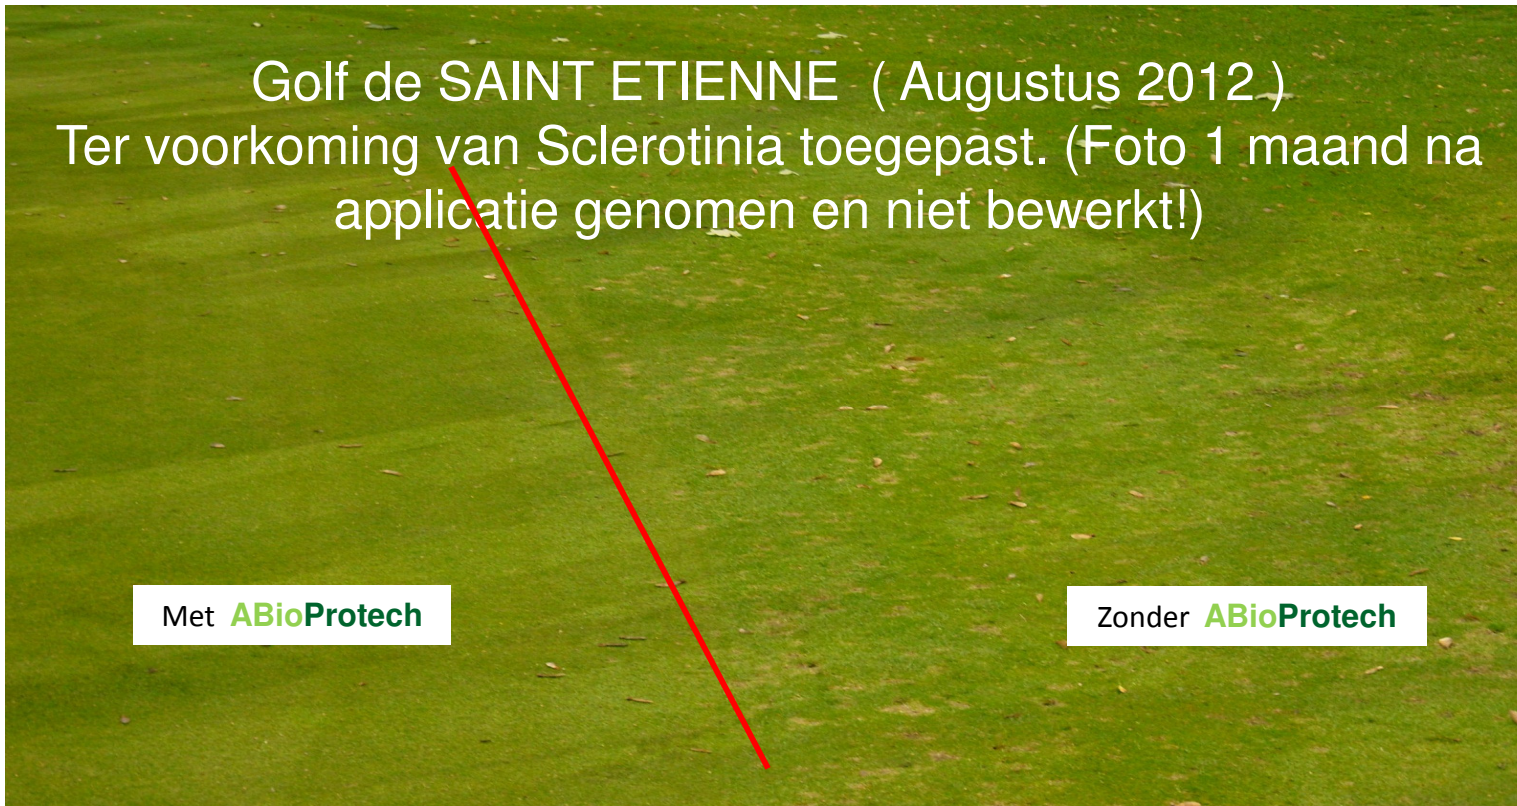 Golf de SAINT ETIENNE ( Augustus 2012 )
Ter voorkoming van Sclerotinia toegepast. (Foto 1 maand na
applicatie genomen en niet bewerkt!)
Met ABioProtech
Zonder ABioProtech